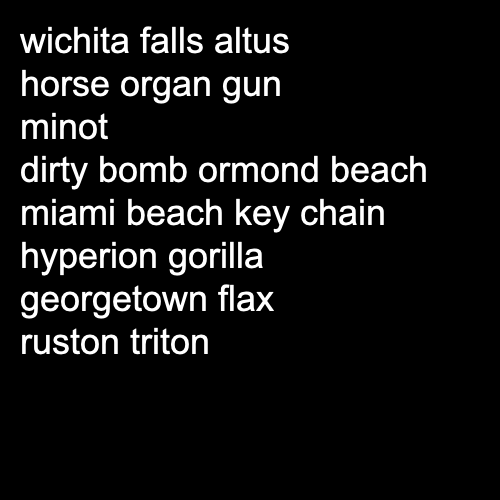 wichita falls altus
horse organ gun
minot
dirty bomb ormond beach
miami beach key chain
hyperion gorilla
georgetown flax
ruston triton